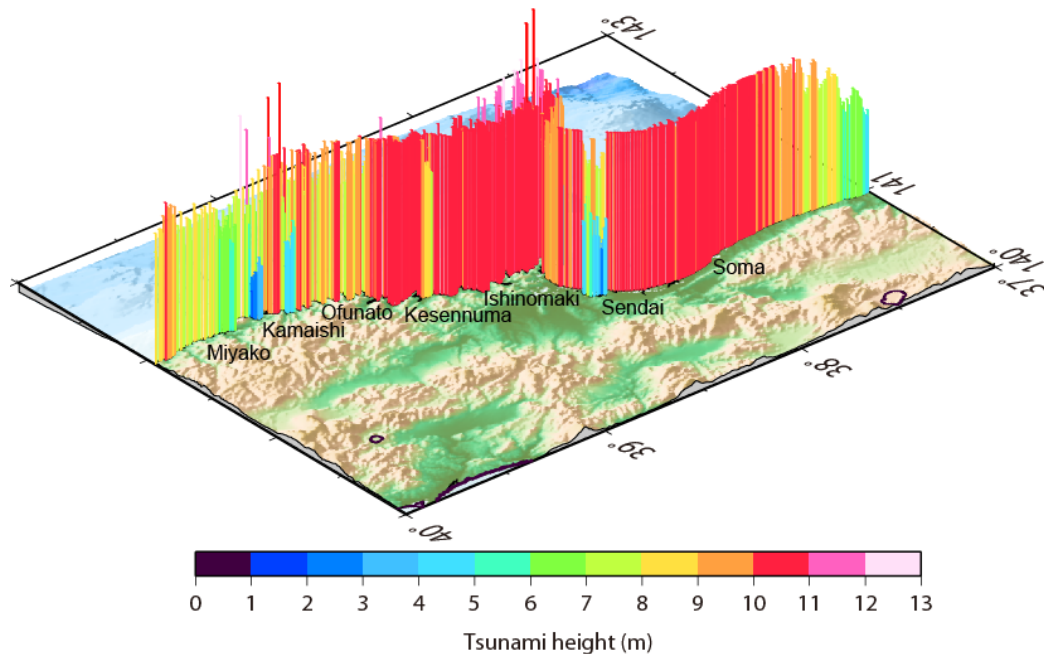 143°
141
140°
37°
Soma
Ishinomaki
Sendai
Ofunato
Kesennuma
Kamaishi
Miyako
38°
39°
40°
0 1 2 3 4 5 6 7 8 9 10 11 12 13
Tsunami height (m)